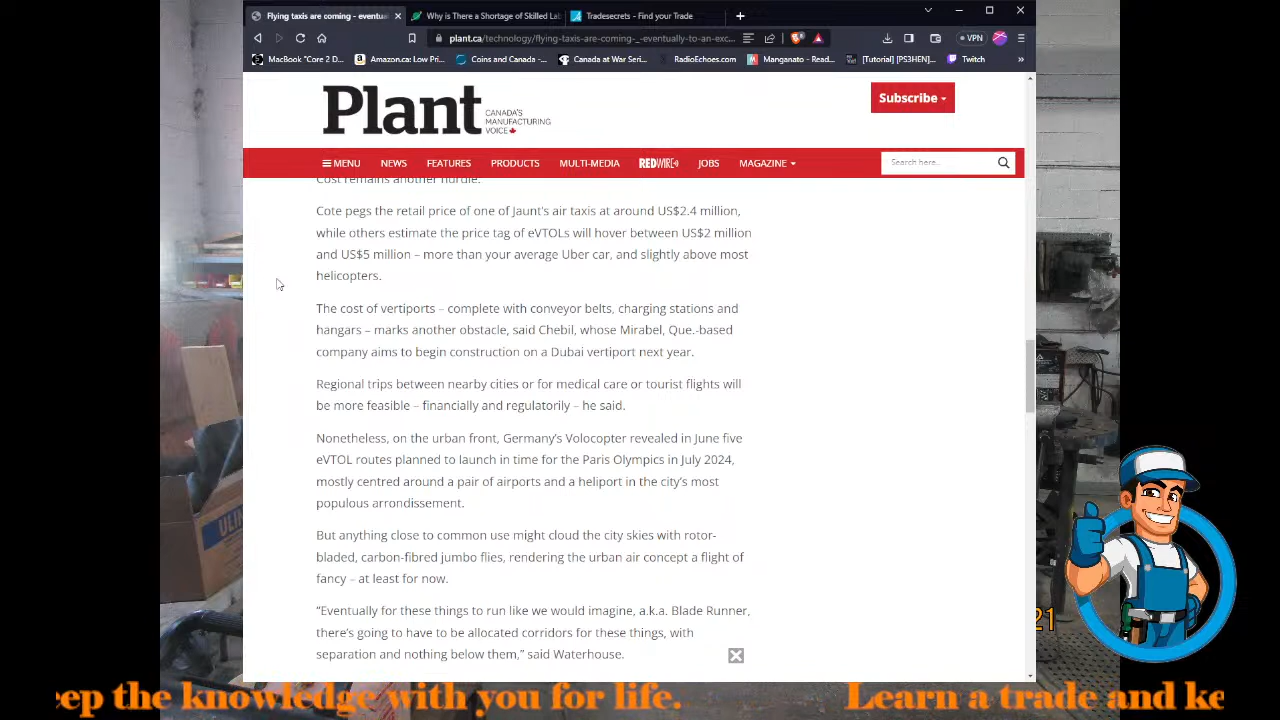 Flying taxis are coming - eventua
Why is There a Shortage of Skilled Lab
Tradesecrets - Find your Trade
plant.ca/technology/flying-taxis-are-coming-_-eventually-to-an-exc...
VPN
MacBook "Core 2 D...
Amazon.ca: Low Pri...
Coins and Canada -...
Canada at War Seri...
RadioEchoes.com
Manganato - Read...
[Tutorial] [PS3HEN]...
Twitch
Plant
CANADA'S
MANUFACTURING
VOICE
Subscribe
MENU NEWS FEATURES PRODUCTS MULTI-MEDIA REDWIRE JOBS MAGAZINE
Search here..
Cost remains another hurdle.
Cote pegs the retail price of one of Jaunt's air taxis at around US$2.4 million,
while others estimate the price tag of eVTOLs will hover between US$2 million
and US$5 million – more than your average Uber car, and slightly above most
helicopters.
The cost of vertiports – complete with conveyor belts, charging stations and
hangars – marks another obstacle, said Chebil, whose Mirabel, Que.-based
company aims to begin construction on a Dubai vertiport next year.
Regional trips between nearby cities or for medical care or tourist flights will
be more feasible – financially and regulatorily – he said.
Nonetheless, on the urban front, Germany's Volocopter revealed in June five
eVTOL routes planned to launch in time for the Paris Olympics in July 2024,
mostly centred around a pair of airports and a heliport in the city's most
populous arrondissement.
But anything close to common use might cloud the city skies with rotor-
bladed, carbon-fibred jumbo flies, rendering the urban air concept a flight of
fancy – at least for now.
"Eventually for these things to run like we would imagine, a.k.a. Blade Runner,
there's going to have to be allocated corridors for these things, with
separation and nothing below them," said Waterhouse.
ULIN
21
eep the knowledge with you for life. Learn a trade and ke